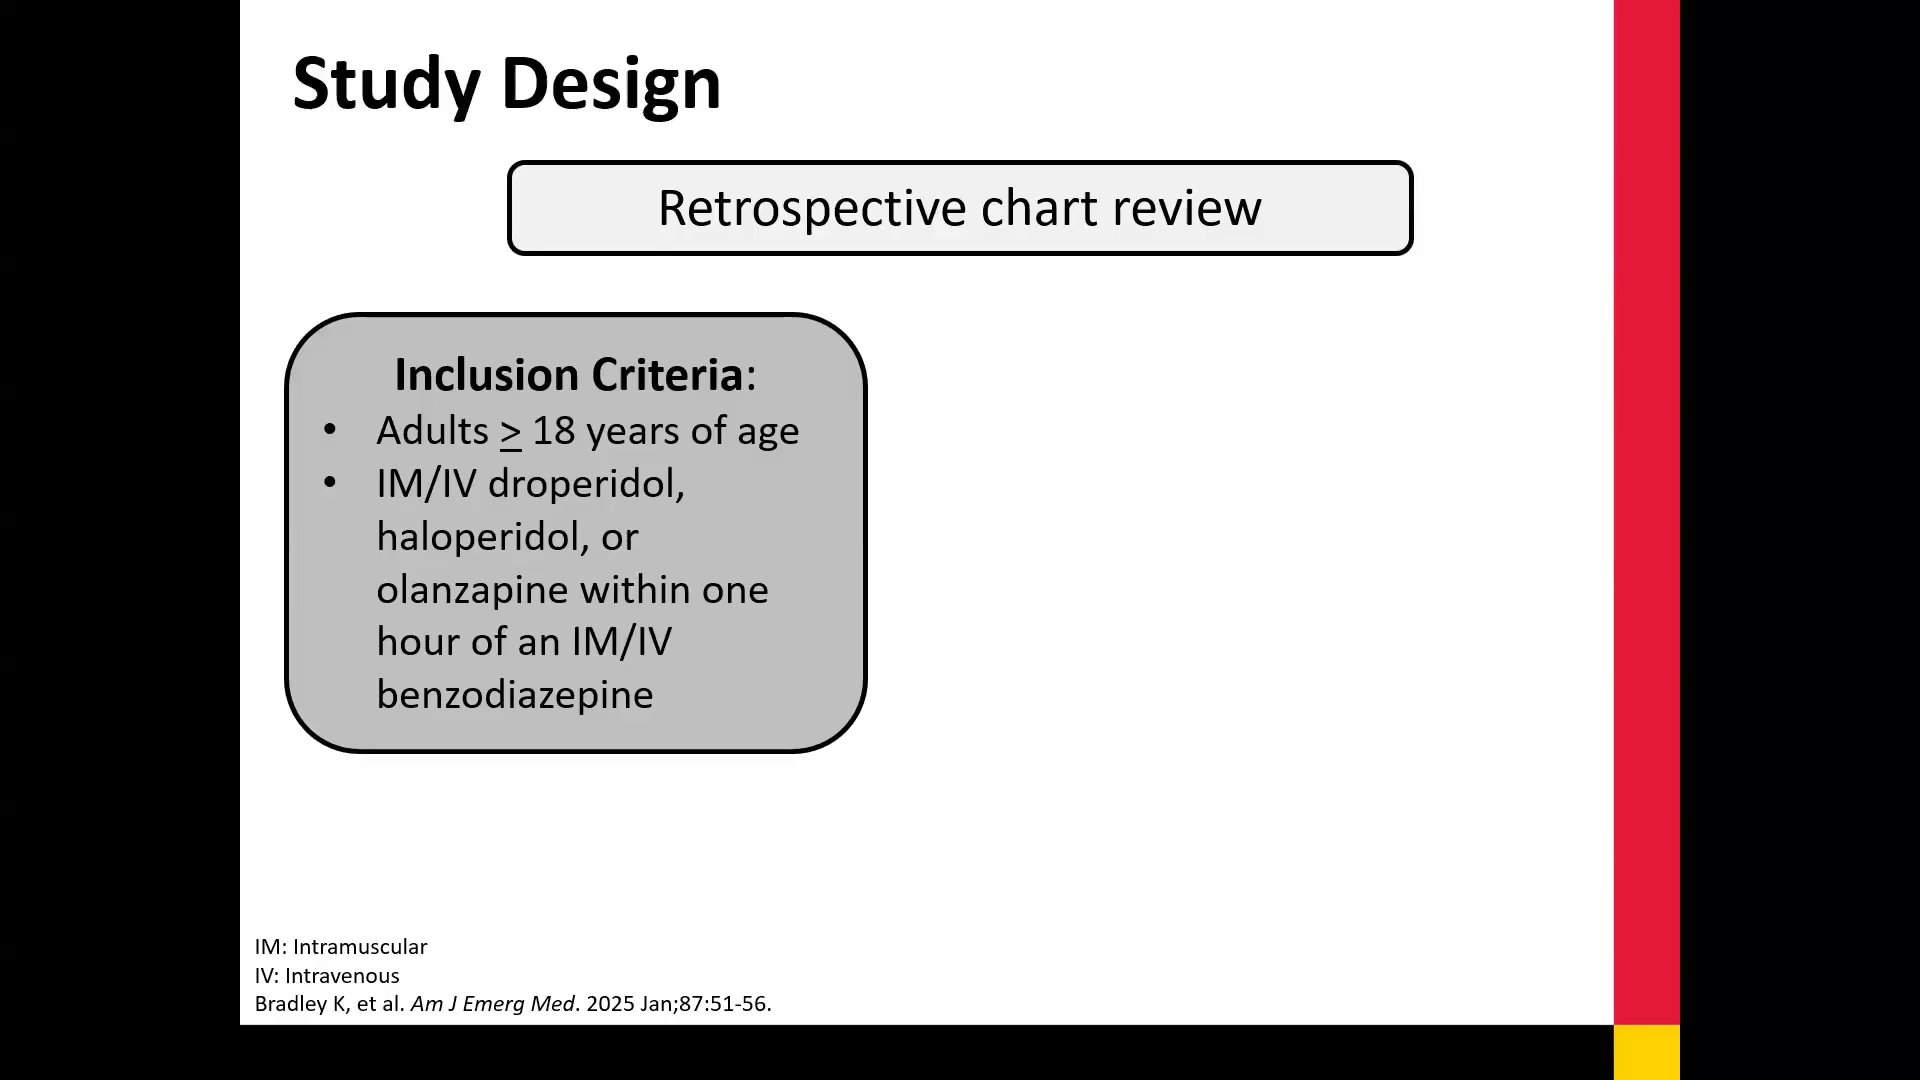 Study Design
Retrospective chart review
Inclusion Criteria:
• Adults ≥ 18 years of age
• IM/IV droperidol,
haloperidol, or
olanzapine within one
hour of an IM/IV
benzodiazepine
IM: Intramuscular
IV: Intravenous
Bradley K, et al. Am J Emerg Med. 2025 Jan;87:51-56.